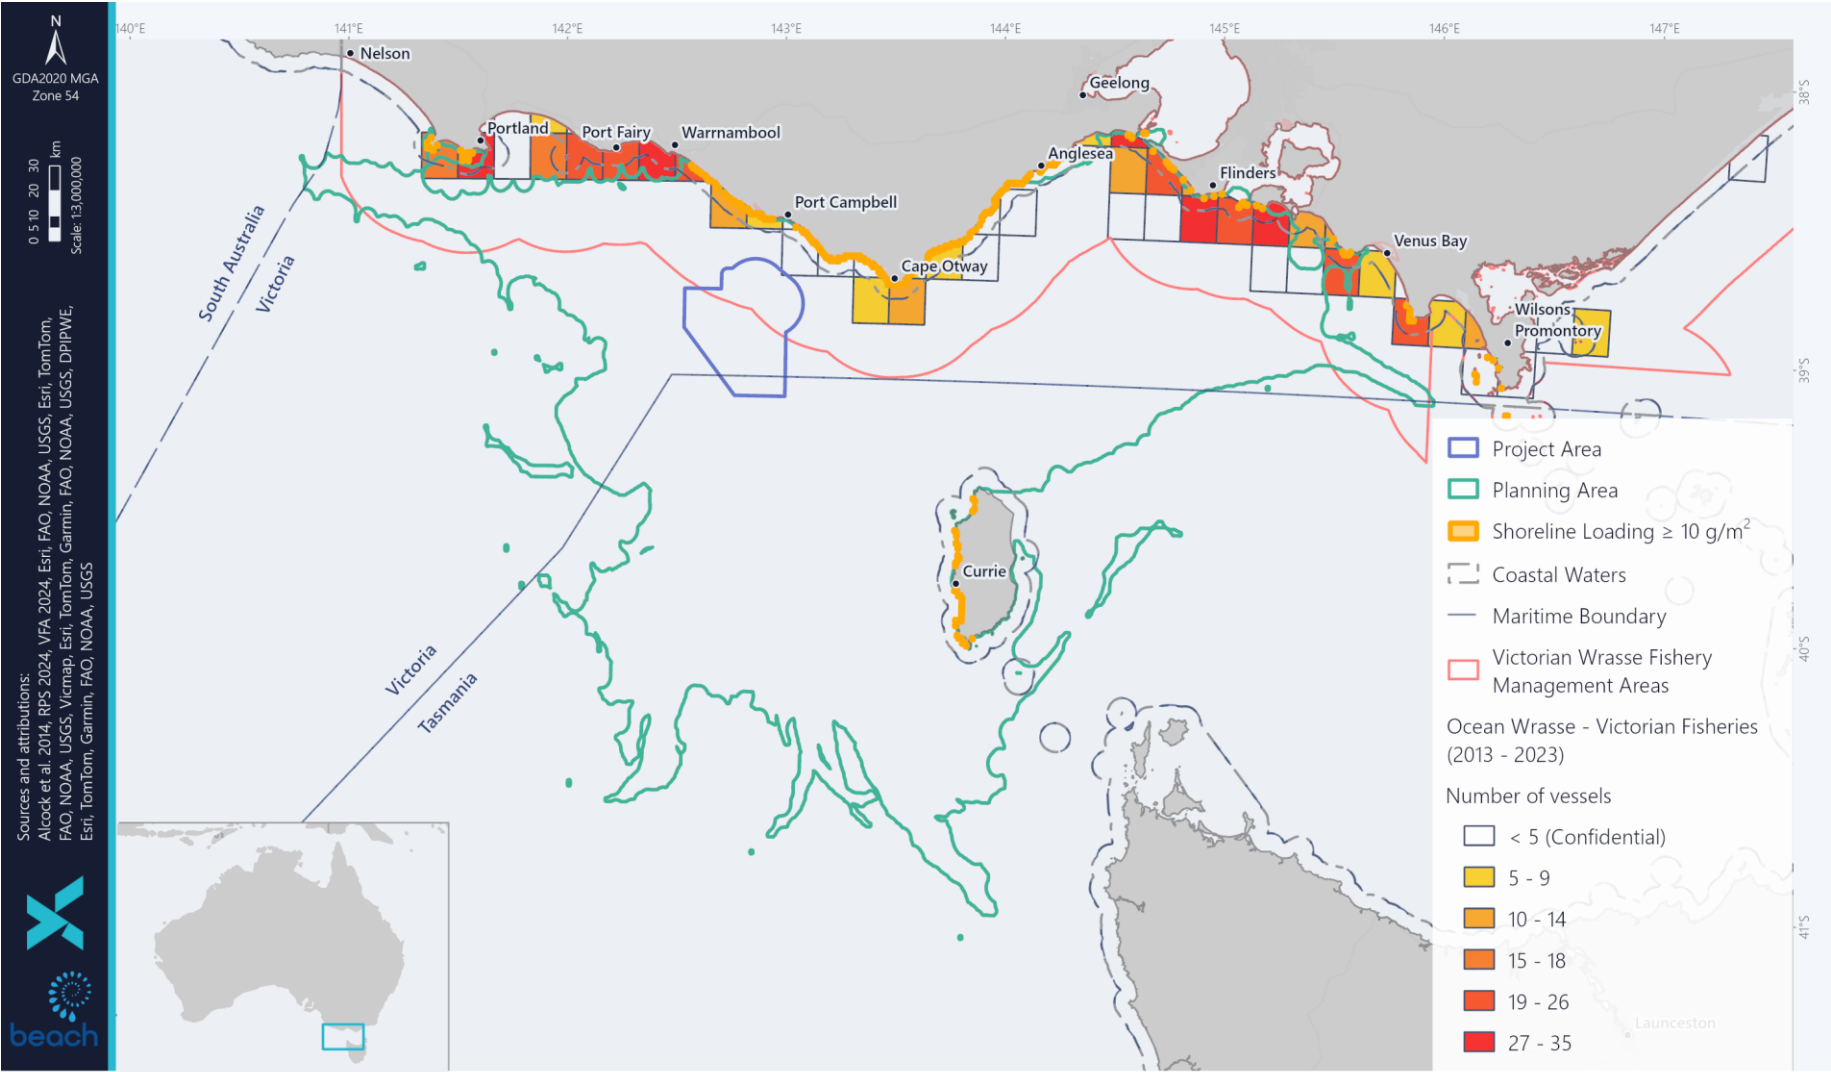 N
GDA2020 MGA
Zone 54
0 5 10 20 30
km
Scale: 1:3,000,000
Sources and attributions:
Alcock et al. 2014, RPS 2024, VFA 2024, Esri, FAO, NOAA, USGS, Esri, TomTom,
FAO, NOAA, USGS, Vicmap, Esri, TomTom, Garmin, FAO, NOAA, USGS, DPIPWE,
Esri, TomTom, Garmin, FAO, NOAA, USGS
beach
140°E
141°E
142°E
143°E
144°E
145°E
146°E
147°E
38°S
39°S
40°S
41°S
Nelson
Portland
Port Fairy
Warrnambool
Port Campbell
Cape Otway
Anglesea
Geelong
Flinders
Venus Bay
Wilsons
Promontory
Currie
South Australia
Victoria
Victoria
Tasmania
Launceston
Project Area
Planning Area
Shoreline Loading ≥ 10 g/m²
Coastal Waters
Maritime Boundary
Victorian Wrasse Fishery
Management Areas
Ocean Wrasse - Victorian Fisheries
(2013 - 2023)
Number of vessels
< 5 (Confidential)
5 - 9
10 - 14
15 - 18
19 - 26
27 - 35